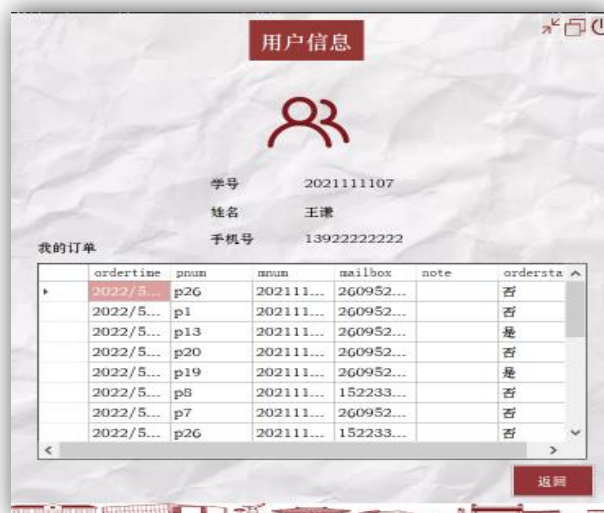 用户信息
学号 2021111107
姓名 王谦
手机号 13922222222
我的订单
ordertime pnum mnum mailbox note ordersta
2022/5... p26 202111... 260952... 否
2022/5... p1 202111... 260952... 否
2022/5... p13 202111... 260952... 是
2022/5... p20 202111... 260952... 否
2022/5... p19 202111... 260952... 是
2022/5... p8 202111... 152233... 否
2022/5... p7 202111... 260952... 否
2022/5... p26 202111... 152233... 否
返回